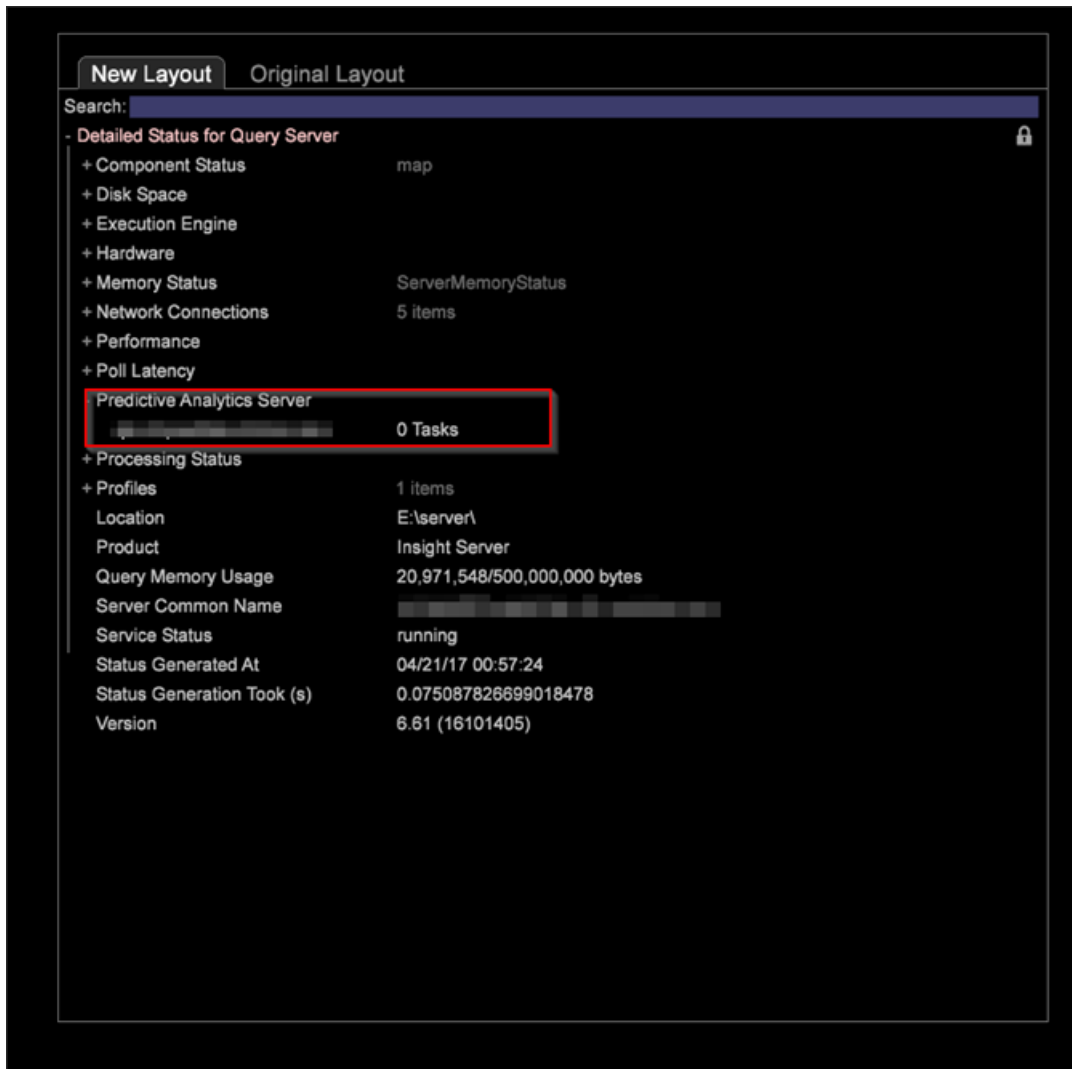 New Layout Original Layout
Search:
- Detailed Status for Query Server
+ Component Status map
+ Disk Space
+ Execution Engine
+ Hardware
+ Memory Status ServerMemoryStatus
+ Network Connections 5 items
+ Performance
+ Poll Latency
- Predictive Analytics Server
0 Tasks
+ Processing Status
+ Profiles 1 items
Location E:\server\
Product Insight Server
Query Memory Usage 20,971,548/500,000,000 bytes
Server Common Name
Service Status running
Status Generated At 04/21/17 00:57:24
Status Generation Took (s) 0.075087826699018478
Version 6.61 (16101405)